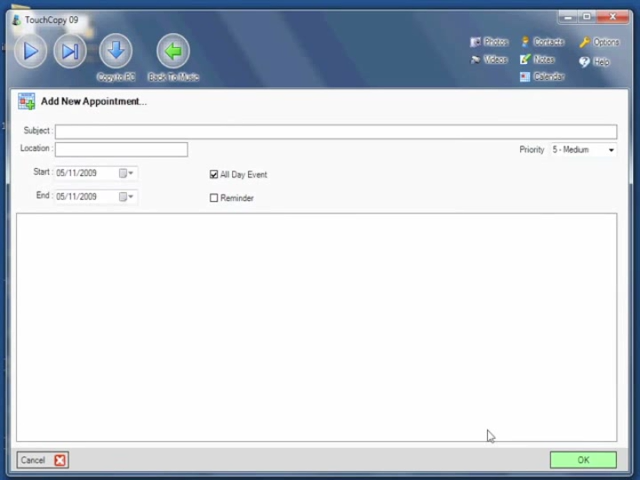 TouchCopy 09
Photos Contacts Options
Videos Notes Help
Copy to PC Back To Music Calendar
Add New Appointment...
Subject :
Location : Priority 5 - Medium
Start : 05/11/2009 All Day Event
End : 05/11/2009 Reminder
Cancel OK